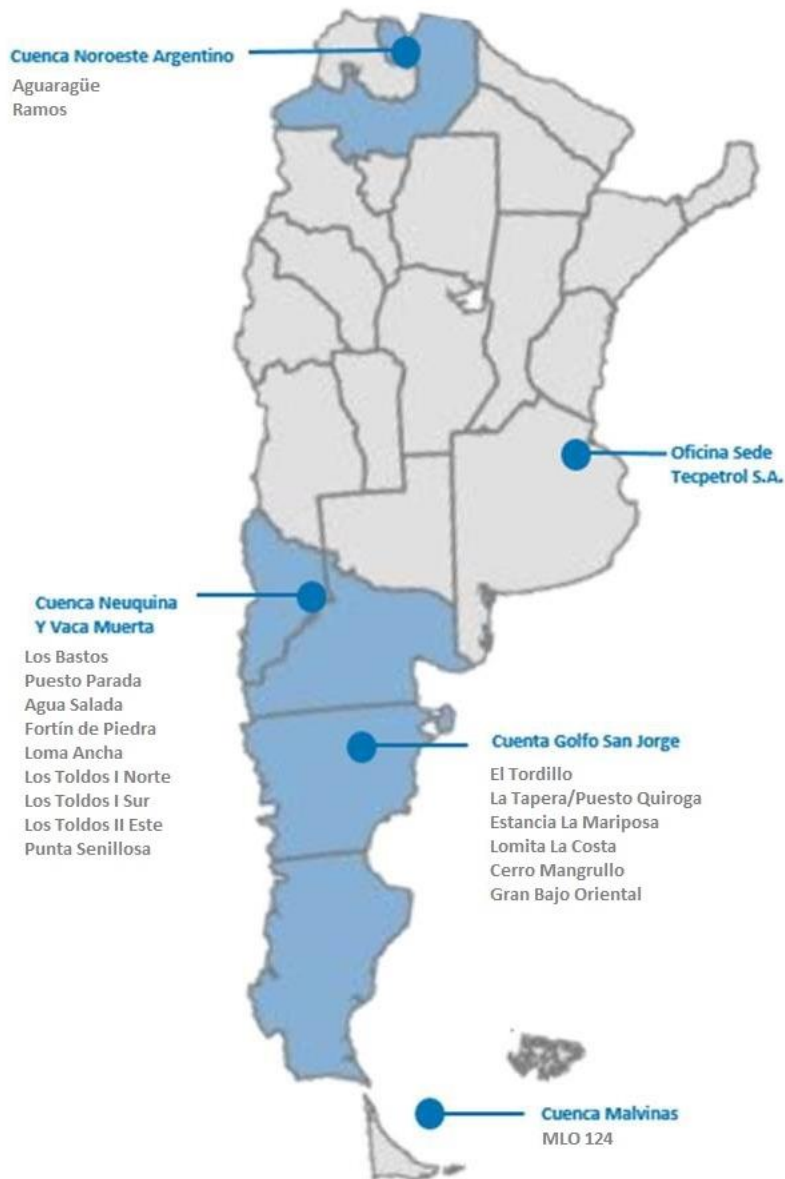 Cuenca Noroeste Argentino
Aguaragüe
Ramos
Oficina Sede
Tecpetrol S.A.
Cuenca Neuquina
Y Vaca Muerta
Los Bastos
Puesto Parada
Agua Salada
Fortín de Piedra
Loma Ancha
Los Toldos I Norte
Los Toldos I Sur
Los Toldos II Este
Punta Senillosa
Cuenta Golfo San Jorge
El Tordillo
La Tapera/Puesto Quiroga
Estancia La Mariposa
Lomita La Costa
Cerro Mangrullo
Gran Bajo Oriental
Cuenca Malvinas
MLO 124